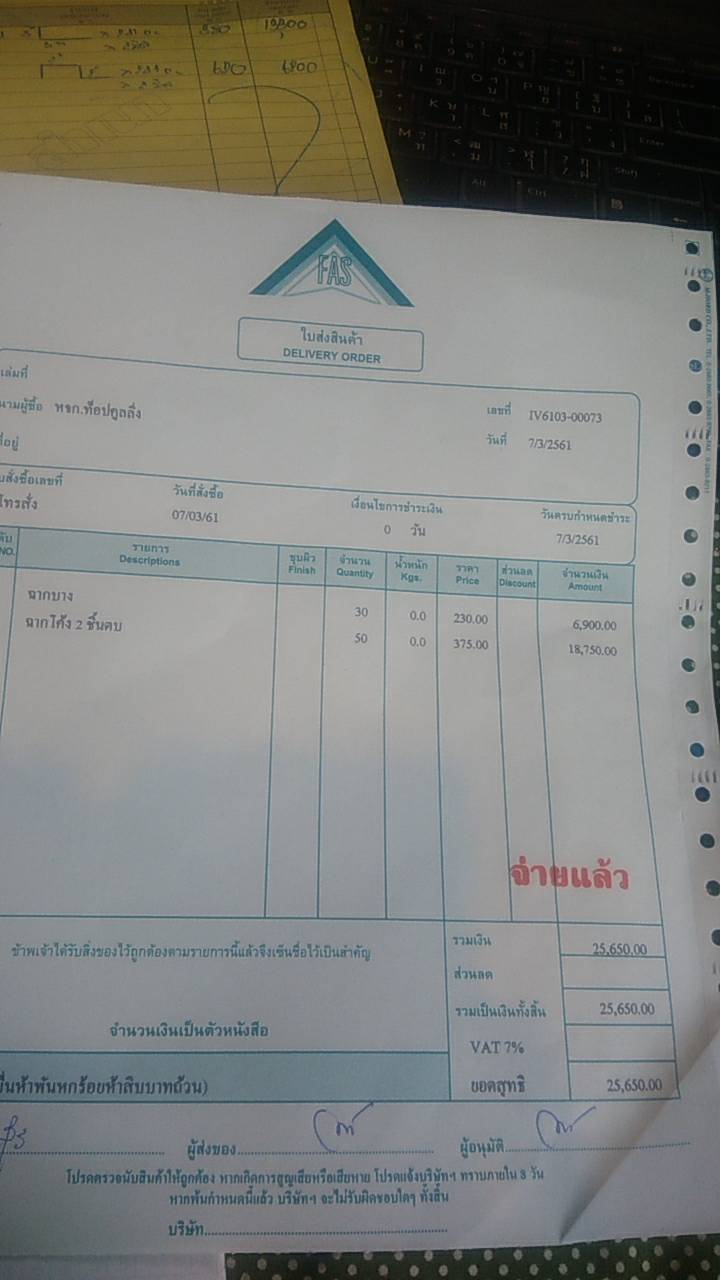 350 19,300
680 6,800
FAS
ใบส่งสินค้า
DELIVERY ORDER
เล่มที่
นามผู้ซื้อ หจก.ท็อปคูลลิ่ง
เลขที่ IV6103-00073
ที่อยู่
วันที่ 7/3/2561
สั่งซื้อเลขที่ วันที่สั่งซื้อ เงื่อนไขการชำระเงิน วันครบกำหนดชำระ
โทรสั่ง 07/03/61 0 วัน 7/3/2561
รายการ ชุบผิว จำนวน น้ำหนัก ราคา ส่วนลด จำนวนเงิน
NO. Descriptions Finish Quantity Kgs. Price Discount Amount
ฉากบาง 30 0.0 230.00 6,900.00
ฉากโค้ง 2 ชิ้นตบ 50 0.0 375.00 18,750.00
จ่ายแล้ว
ข้าพเจ้าได้รับสิ่งของไว้ถูกต้องตามรายการนี้แล้วจึงเซ็นชื่อไว้เป็นสำคัญ
รวมเงิน 25,650.00
ส่วนลด
รวมเป็นเงินทั้งสิ้น 25,650.00
จำนวนเงินเป็นตัวหนังสือ
VAT 7%
ื่นห้าพันหกร้อยห้าสิบบาทถ้วน) ยอดสุทธิ 25,650.00
ผู้ส่งของ ผู้อนุมัติ
โปรดตรวจนับสินค้าให้ถูกต้อง หากเกิดการสูญเสียหรือเสียหาย โปรดแจ้งบริษัทฯ ทราบภายใน 3 วัน
หากพ้นกำหนดนี้แล้ว บริษัทฯ จะไม่รับผิดชอบใดๆ ทั้งสิ้น
บริษัท